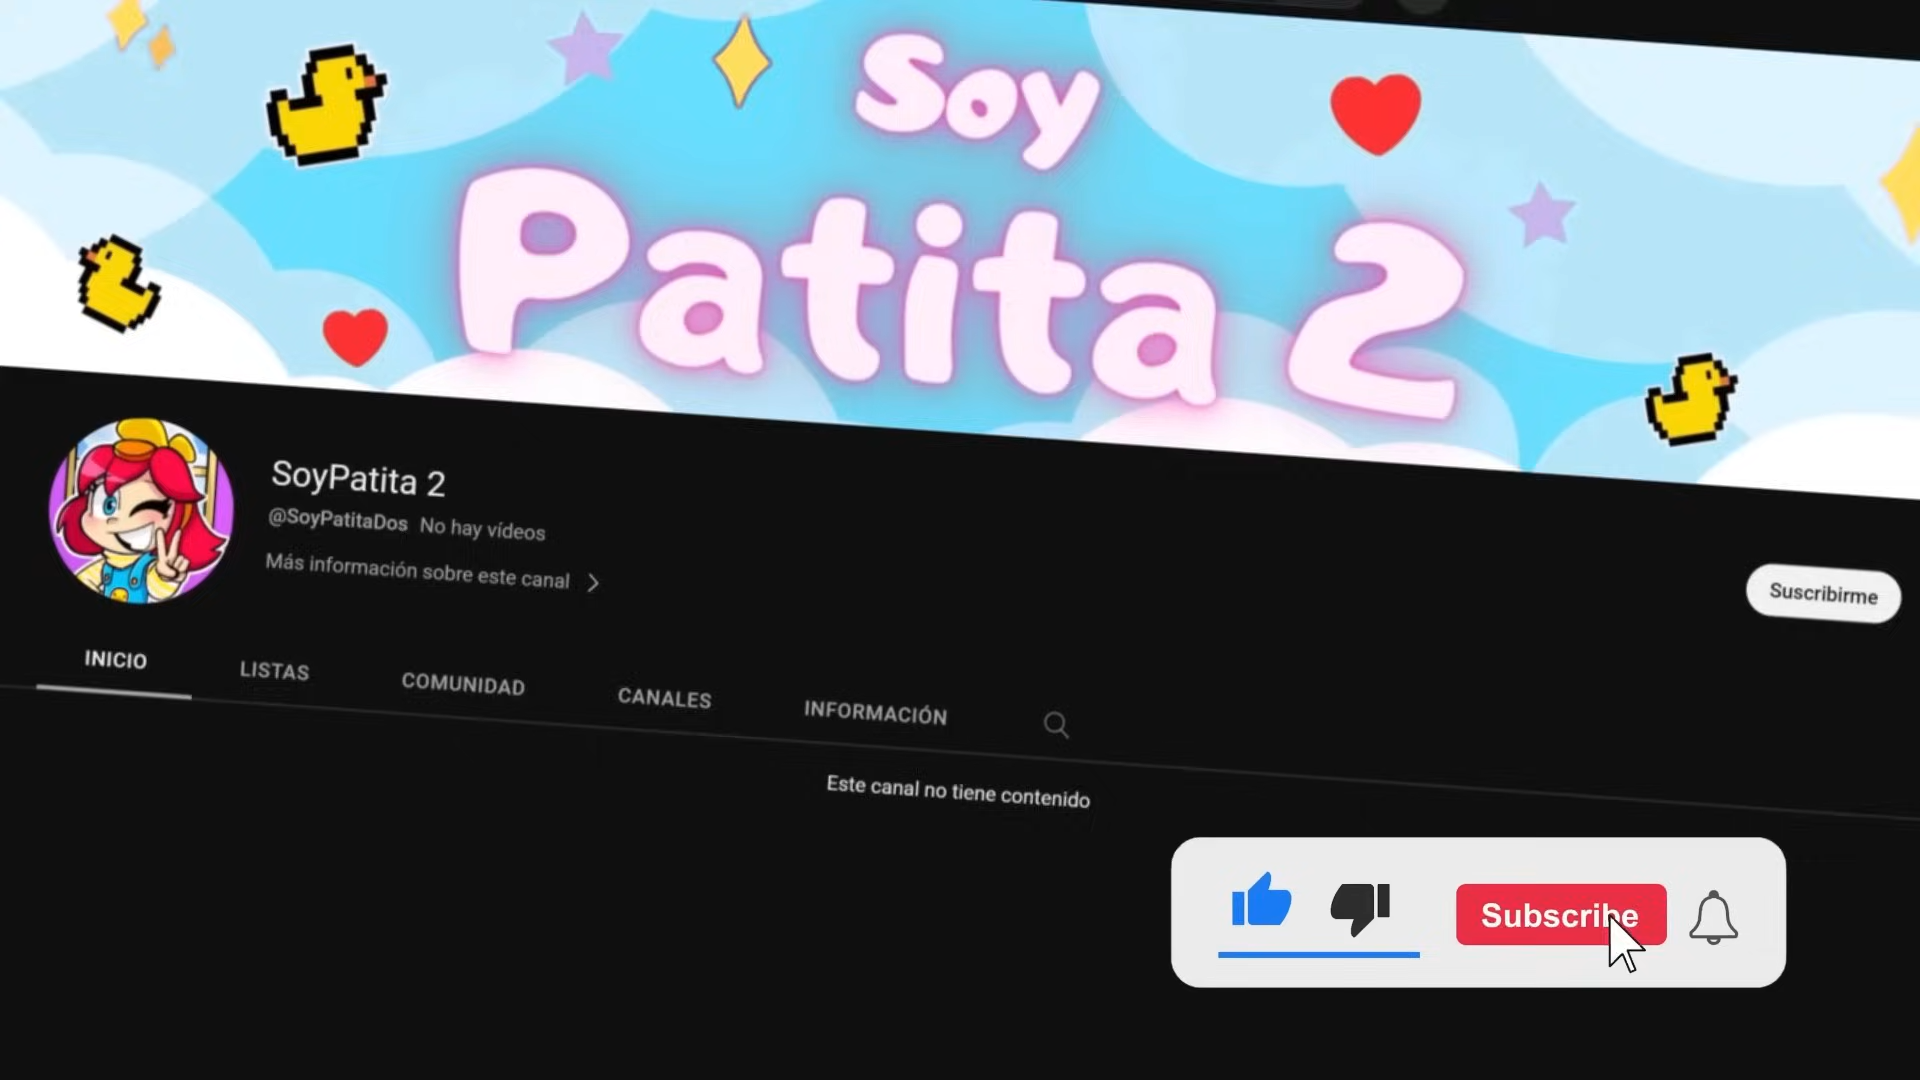 Soy
Patita 2
SoyPatita 2
@SoyPatitaDos No hay vídeos
Más información sobre este canal
Suscribirme
INICIO LISTAS COMUNIDAD CANALES INFORMACIÓN
Este canal no tiene contenido
Subscribe